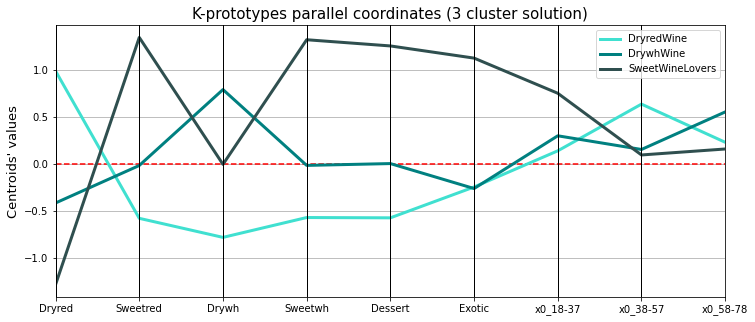 K-prototypes parallel coordinates (3 cluster solution)
DryredWine
DrywhWine
SweetWineLovers
Centroids' values
1.0
0.5
0.0
−0.5
−1.0
Dryred Sweetred Drywh Sweetwh Dessert Exotic x0_18-37 x0_38-57 x0_58-78